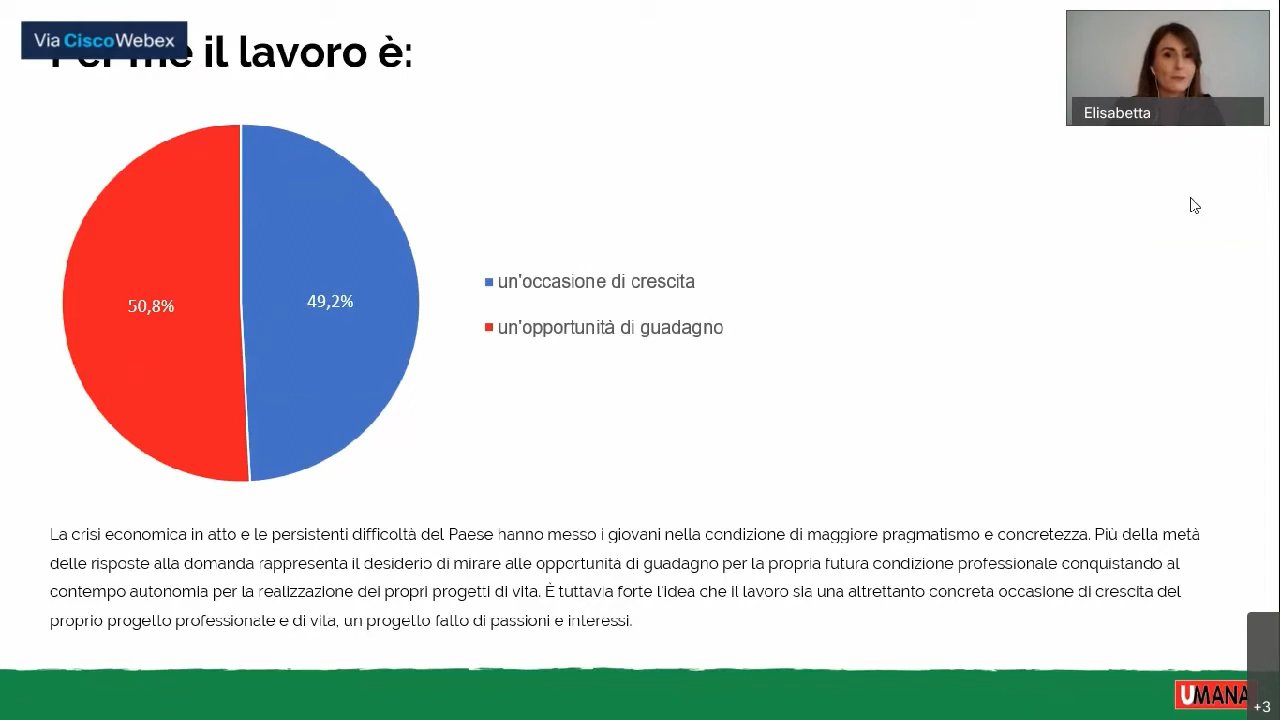 Via Cisco Webex
il lavoro è:
Elisabetta
50,8%
49,2%
un'occasione di crescita
un'opportunità di guadagno
La crisi economica in atto e le persistenti difficoltà del Paese hanno messo i giovani nella condizione di maggiore pragmatismo e concretezza. Più della metà
delle risposte alla domanda rappresenta il desiderio di mirare alle opportunità di guadagno per la propria futura condizione professionale conquistando al
contempo autonomia per la realizzazione dei propri progetti di vita. È tuttavia forte l'idea che il lavoro sia una altrettanto concreta occasione di crescita del
proprio progetto professionale e di vita, un progetto fatto di passioni e interessi.
UMANA
+3